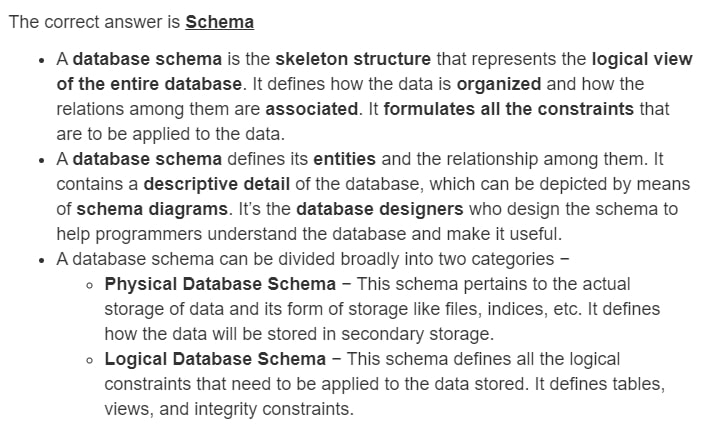 The correct answer is Schema
• A database schema is the skeleton structure that represents the logical view
of the entire database. It defines how the data is organized and how the
relations among them are associated. It formulates all the constraints that
are to be applied to the data.
• A database schema defines its entities and the relationship among them. It
contains a descriptive detail of the database, which can be depicted by means
of schema diagrams. It’s the database designers who design the schema to
help programmers understand the database and make it useful.
• A database schema can be divided broadly into two categories −
◦ Physical Database Schema − This schema pertains to the actual
storage of data and its form of storage like files, indices, etc. It defines
how the data will be stored in secondary storage.
◦ Logical Database Schema − This schema defines all the logical
constraints that need to be applied to the data stored. It defines tables,
views, and integrity constraints.